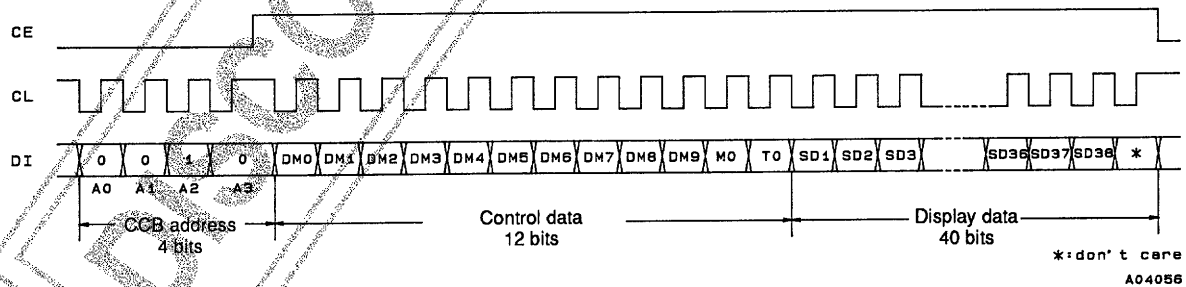 CE
CL
DI 0 0 1 0 DM0 DM1 DM2 DM3 DM4 DM5 DM6 DM7 DM8 DM9 M0 T0 SD1 SD2 SD3 SD36 SD37 SD38 *
A0 A1 A2 A3
CCB address
4 bits
Control data
12 bits
Display data
40 bits
*:don't care
A04056
DISCO